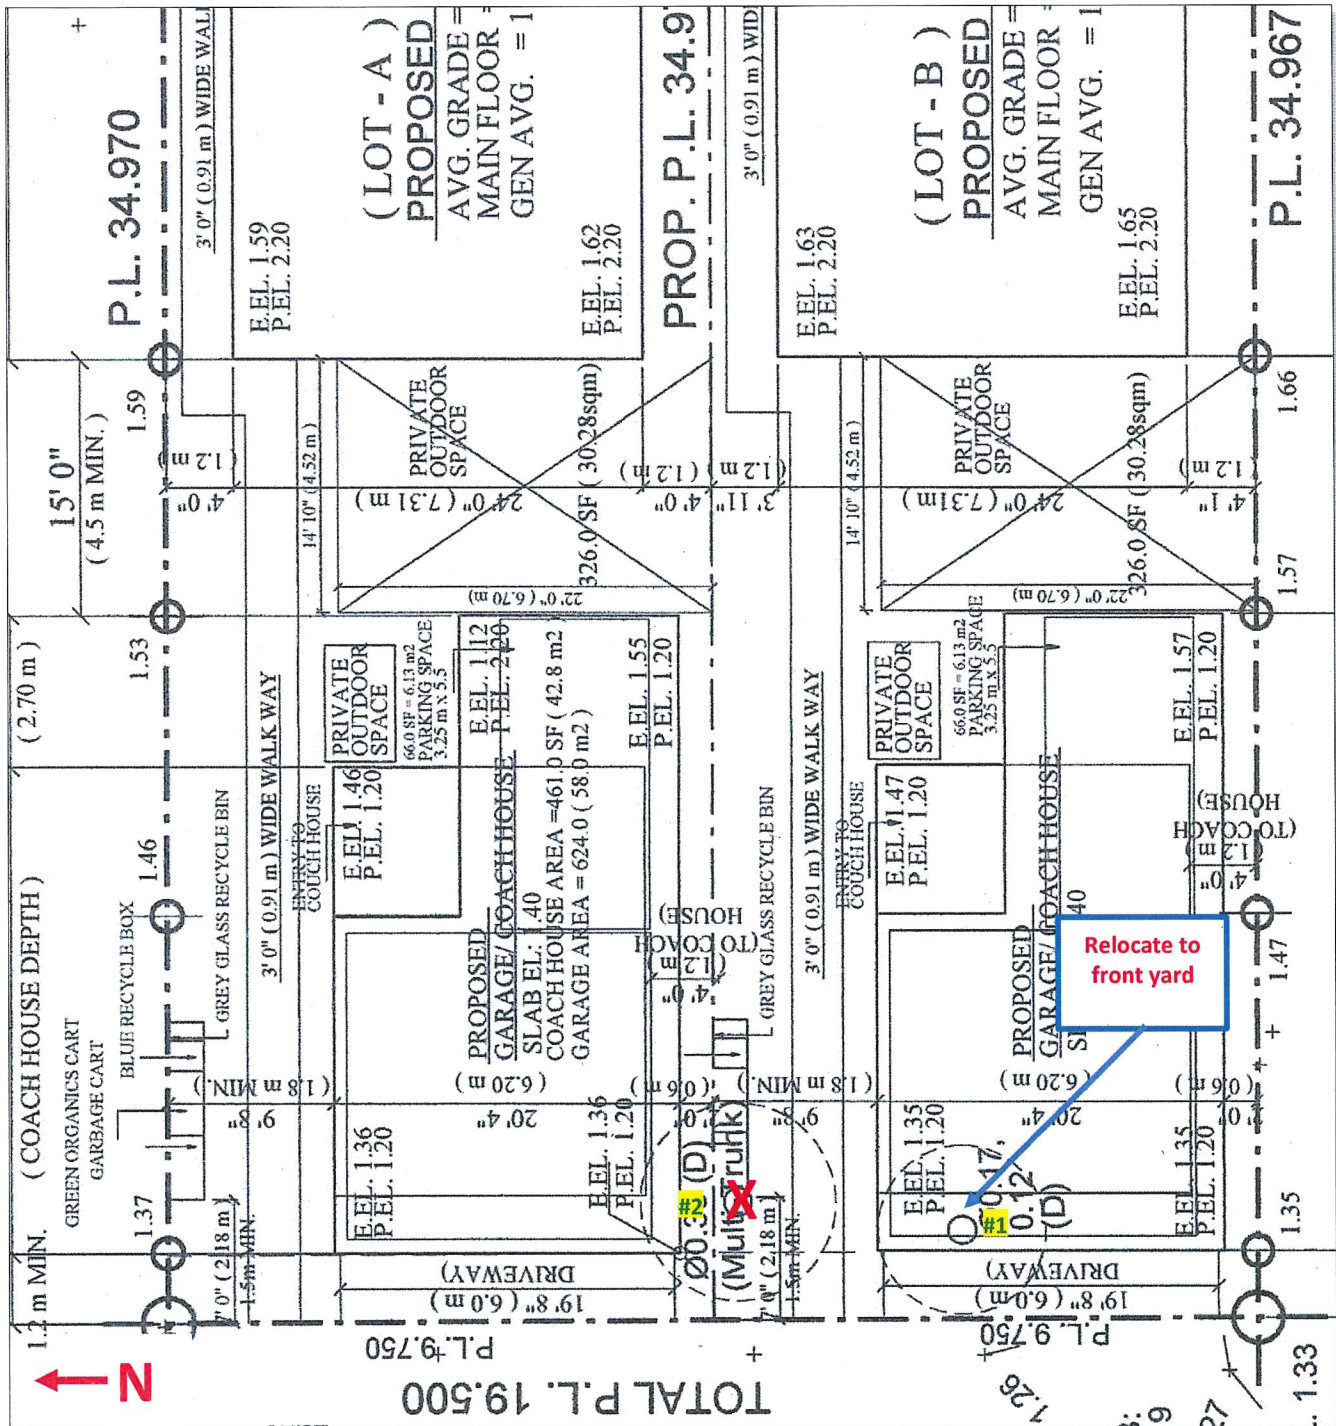 P.L. 34.970
3' 0" ( 0.91 m ) WIDE
( LOT - A )
PROPOSED
AVG. GRADE =
MAIN FLOOR
GEN AVG. = 1
E.EL. 1.59
P.EL. 2.20
E.EL. 1.62
P.EL. 2.20
PROP. P.L. 34.9
3' 0" ( 0.91 m )
( LOT - B )
PROPOSED
AVG. GRADE =
MAIN FLOOR
GEN AVG. = 1
E.EL. 1.63
P.EL. 2.20
E.EL. 1.65
P.EL. 2.20
P.L. 34.967
15' 0"
( 4.5 m MIN. )
1.59
( 1.2 m )
4' 0"
14' 10" ( 4.52 m )
PRIVATE
OUTDOOR
SPACE
24' 0" ( 7.31 m )
326.0 SF ( 30.28sqm )
22' 0" ( 6.70 m )
( 1.2 m )
4' 0"
( 1.2 m )
3' 11"
14' 10" ( 4.52 m )
PRIVATE
OUTDOOR
SPACE
24' 0" ( 7.31m )
326.0 SF ( 30.28sqm )
22' 0" ( 6.70 m )
1.2 m )
4' 1"
1.66
1.57
( 2.70 m )
1.53
PRIVATE
OUTDOOR
SPACE
66.0 SF = 6.13 m2
PARKING SPACE
3.25 m x 5.5
E.EL. 1.12
P.EL. 2.20
E.EL. 1.55
P.EL. 1.20
PRIVATE
OUTDOOR
SPACE
66.0 SF = 6.13 m2
PARKING SPACE
3.25 m x 5.5
E.EL. 1.57
P.EL. 1.20
( COACH HOUSE DEPTH )
1.46
BLUE RECYCLE BOX
GREY GLASS RECYCLE BIN
GREEN ORGANICS CART
GARBAGE CART
3' 0" ( 0.91 m ) WIDE WALK WAY
ENTRY TO
COUCH HOUSE
E.EL. 1.46
P.EL. 1.20
PROPOSED
GARAGE/ COACH HOUSE
SLAB EL: 1.40
COACH HOUSE AREA =461.0 SF ( 42.8 m2 )
GARAGE AREA = 624.0 ( 58.0 m2 )
( 6.20 m )
20' 4"
( 1.8 m MIN. )
9' 8"
4' 0"
( 1.2 m )
(TO COACH
HOUSE)
( 0.6 m )
GREY GLASS RECYCLE BIN
3' 0" ( 0.91 m ) WIDE WALK WAY
ENTRY TO
COUCH HOUSE
E.EL. 1.47
P.EL. 1.20
PROPOSED
GARAGE/ COACH HOUSE
40
( 6.20 m )
20' 4"
( 1.8 m MIN.
4' 0"
( 1.2 m
(TO COACH
HOUSE)
( 0.6 m )
2' 0"
1.47
Relocate to
front yard
1.37
1.2 m MIN.
7' 0" ( 2.18 m )
1.5m MIN.
E.EL. 1.36
P.EL. 1.20
E.EL. 1.36
P.EL. 1.20
#2
(D)
X
7' 0" ( 2.18 m )
1.5m MIN.
E.EL. 1.35
P.EL. 1.20
#1
0.12
(D)
E.EL. 1.35
P.EL. 1.20
1.35
DRIVEWAY)
19' 8" ( 6.0 m )
DRIVEWAY)
19' 8" ( 6.0 m )
P.L. 9.750
P.L. 9.750
TOTAL P.L. 19.500
N
1.26
1.33